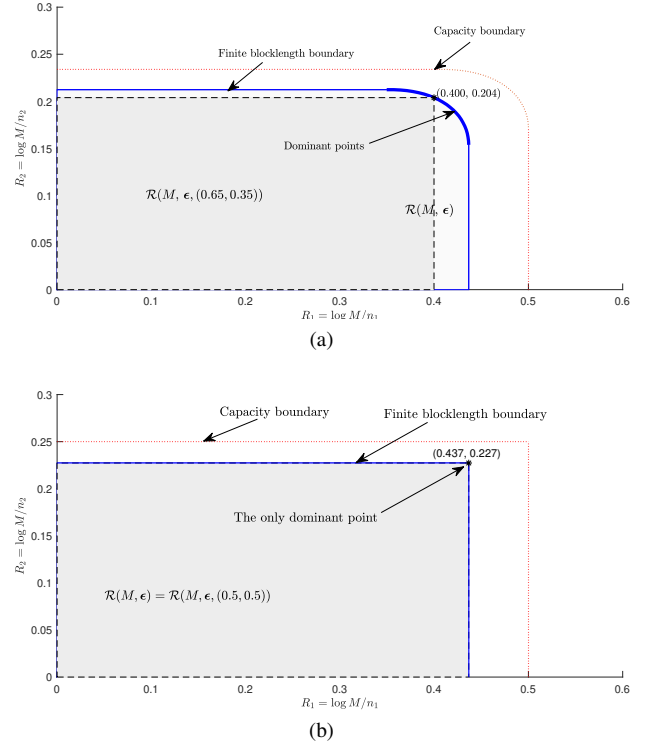 0.3
Capacity boundary
Finite blocklength boundary
0.25
(0.400, 0.204)
0.2
Dominant points
0.15
R₂ = log M/n₂
ℛ(M, ϵ, (0.65, 0.35))
0.1
ℛ(M, ϵ)
0.05
0
0 0.1 0.2 0.3 0.4 0.5 0.6
R₁ = log M/n₁
(a)
0.3
Capacity boundary
Finite blocklength boundary
0.25
(0.437, 0.227)
0.2
The only dominant point
0.15
R₂ = log M/n₂
0.1
ℛ(M, ϵ) = ℛ(M, ϵ, (0.5, 0.5))
0.05
0
0 0.1 0.2 0.3 0.4 0.5 0.6
R₁ = log M/n₁
(b)